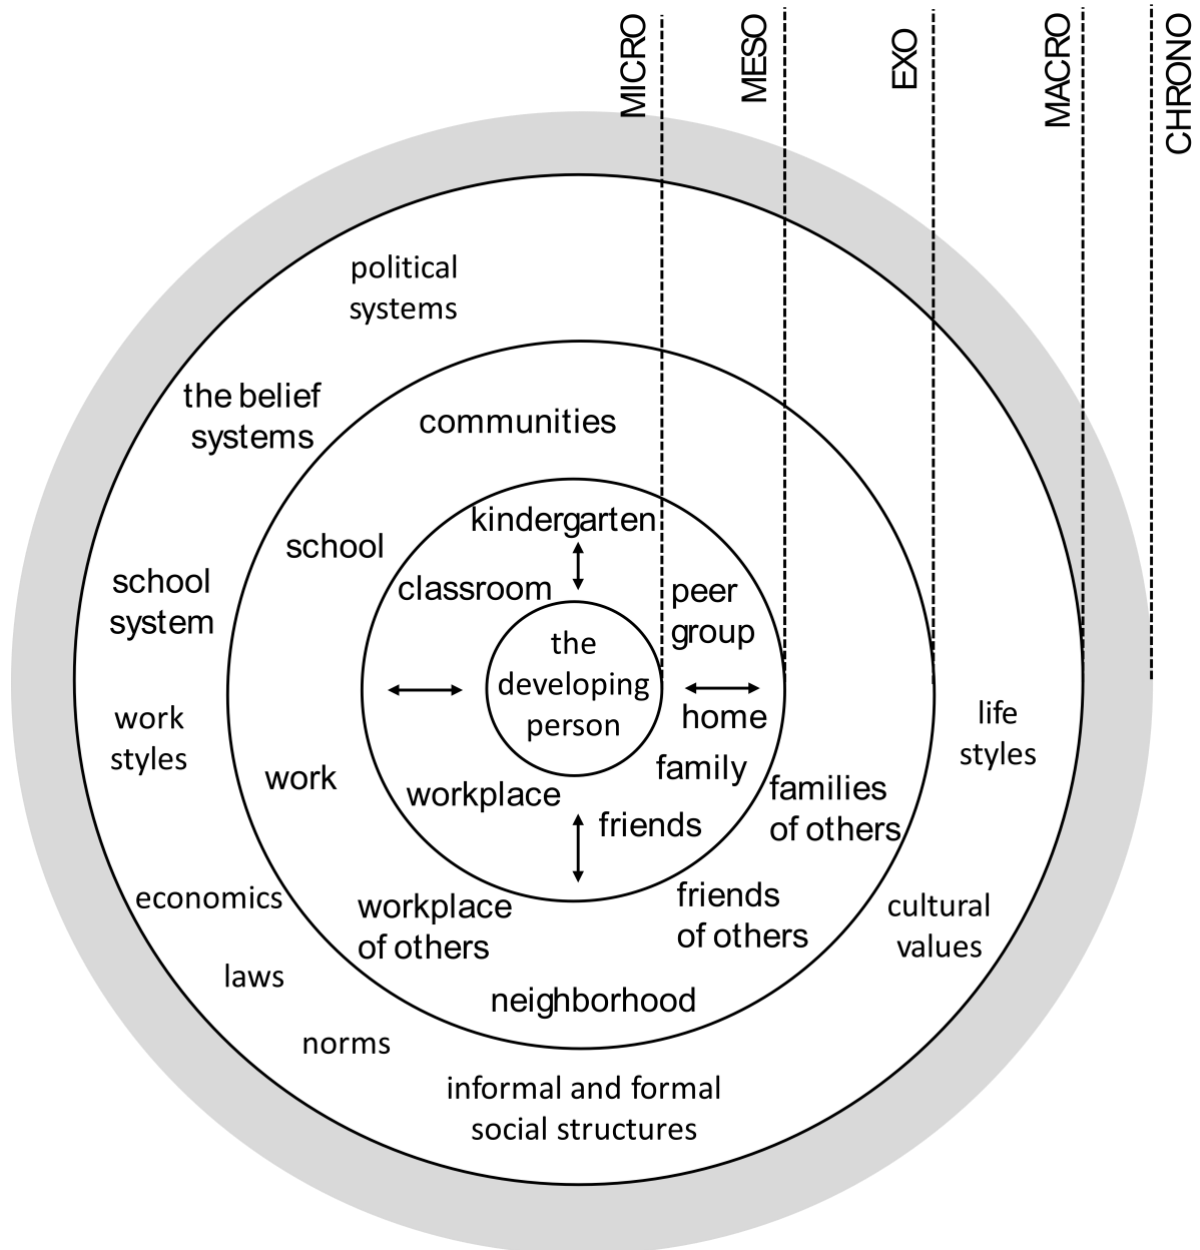 MICRO
MESO
EXO
MACRO
CHRONO
political
systems
the belief
systems
communities
kindergarten
school
classroom
school
system
peer
group
the
developing
person
home
work
styles
life
styles
family
work
workplace
families
of others
friends
economics
workplace
of others
friends
of others
cultural
values
laws
neighborhood
norms
informal and formal
social structures